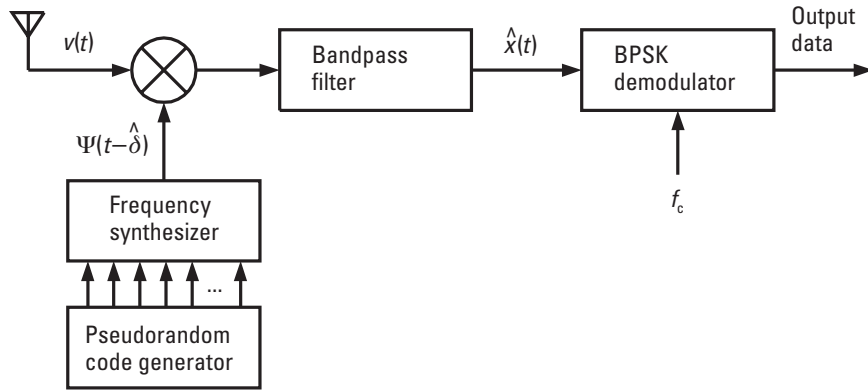 v(t)
Bandpass
filter
x̂(t)
BPSK
demodulator
Output
data
Ψ(t−δ̂)
f_c
Frequency
synthesizer
...
Pseudorandom
code generator